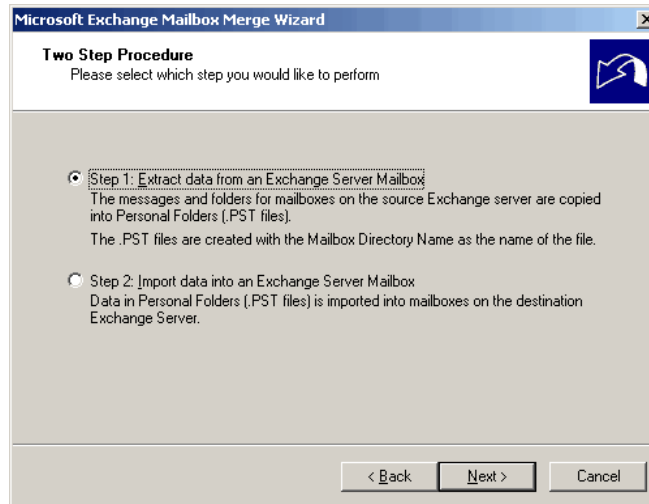 Microsoft Exchange Mailbox Merge Wizard
Two Step Procedure
Please select which step you would like to perform
Step 1: Extract data from an Exchange Server Mailbox
The messages and folders for mailboxes on the source Exchange server are copied
into Personal Folders (.PST files).
The .PST files are created with the Mailbox Directory Name as the name of the file.
Step 2: Import data into an Exchange Server Mailbox
Data in Personal Folders (.PST files) is imported into mailboxes on the destination
Exchange Server.
< Back Next > Cancel